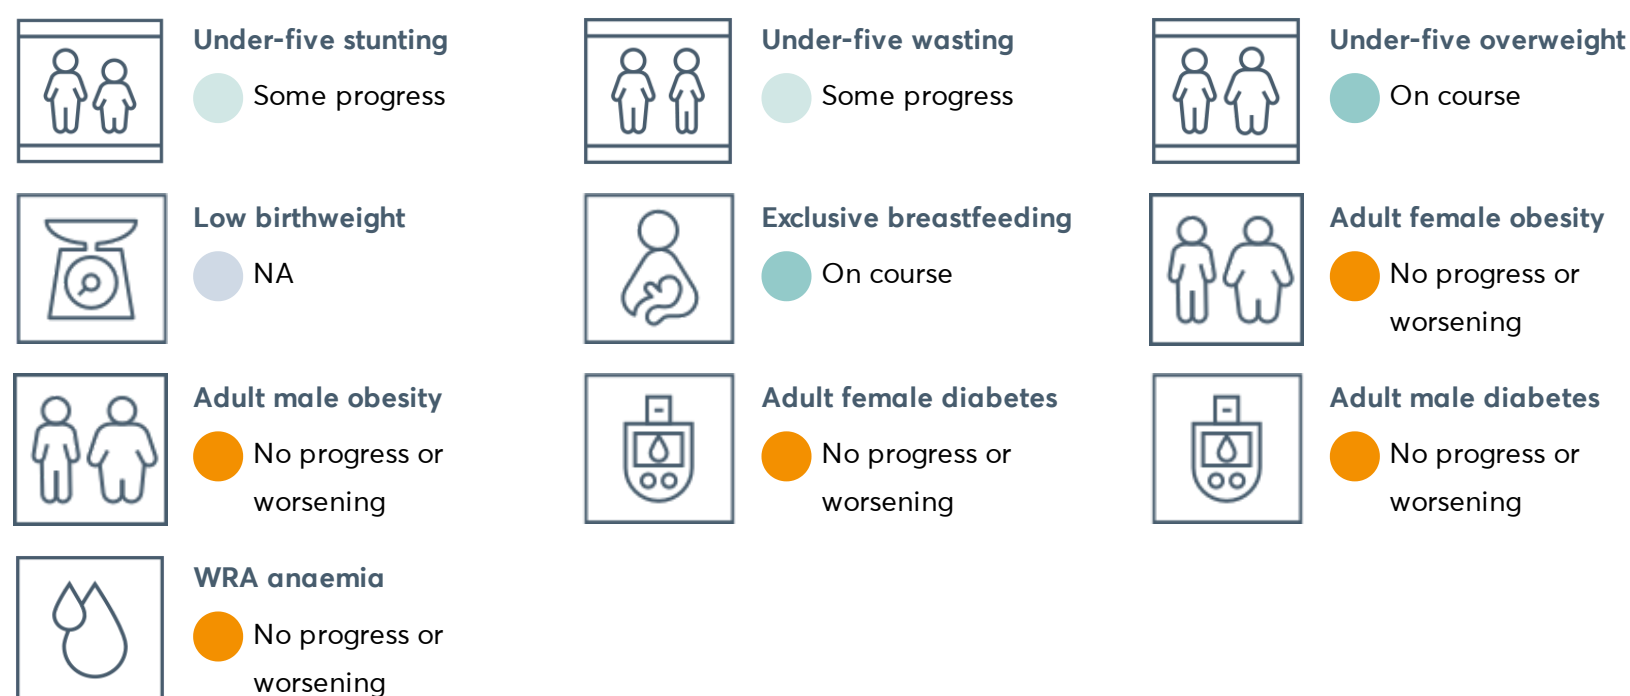 Under-five stunting
Some progress
Under-five wasting
Some progress
Under-five overweight
On course
Low birthweight
NA
Exclusive breastfeeding
On course
Adult female obesity
No progress or
worsening
Adult male obesity
No progress or
worsening
Adult female diabetes
No progress or
worsening
Adult male diabetes
No progress or
worsening
WRA anaemia
No progress or
worsening